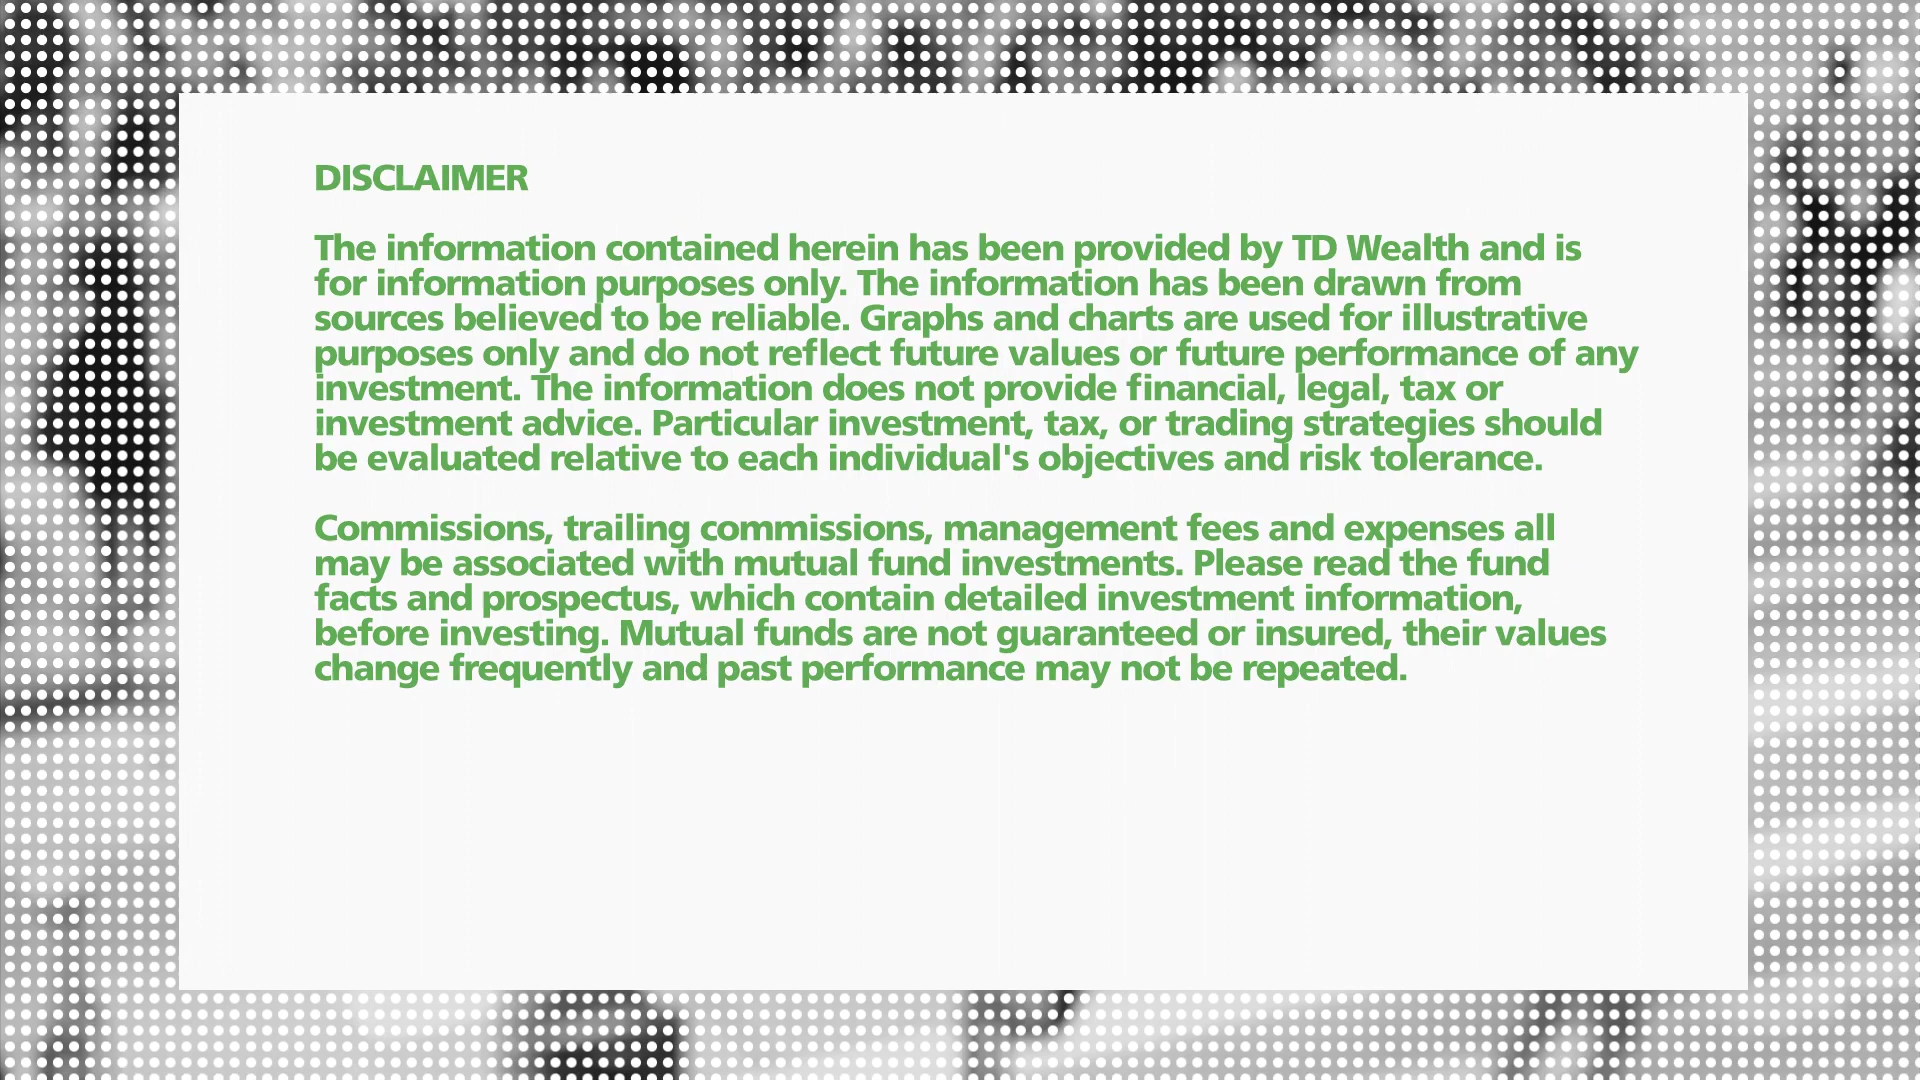 DISCLAIMER
The information contained herein has been provided by TD Wealth and is
for information purposes only. The information has been drawn from
sources believed to be reliable. Graphs and charts are used for illustrative
purposes only and do not reflect future values or future performance of any
investment. The information does not provide financial, legal, tax or
investment advice. Particular investment, tax, or trading strategies should
be evaluated relative to each individual's objectives and risk tolerance.
Commissions, trailing commissions, management fees and expenses all
may be associated with mutual fund investments. Please read the fund
facts and prospectus, which contain detailed investment information,
before investing. Mutual funds are not guaranteed or insured, their values
change frequently and past performance may not be repeated.